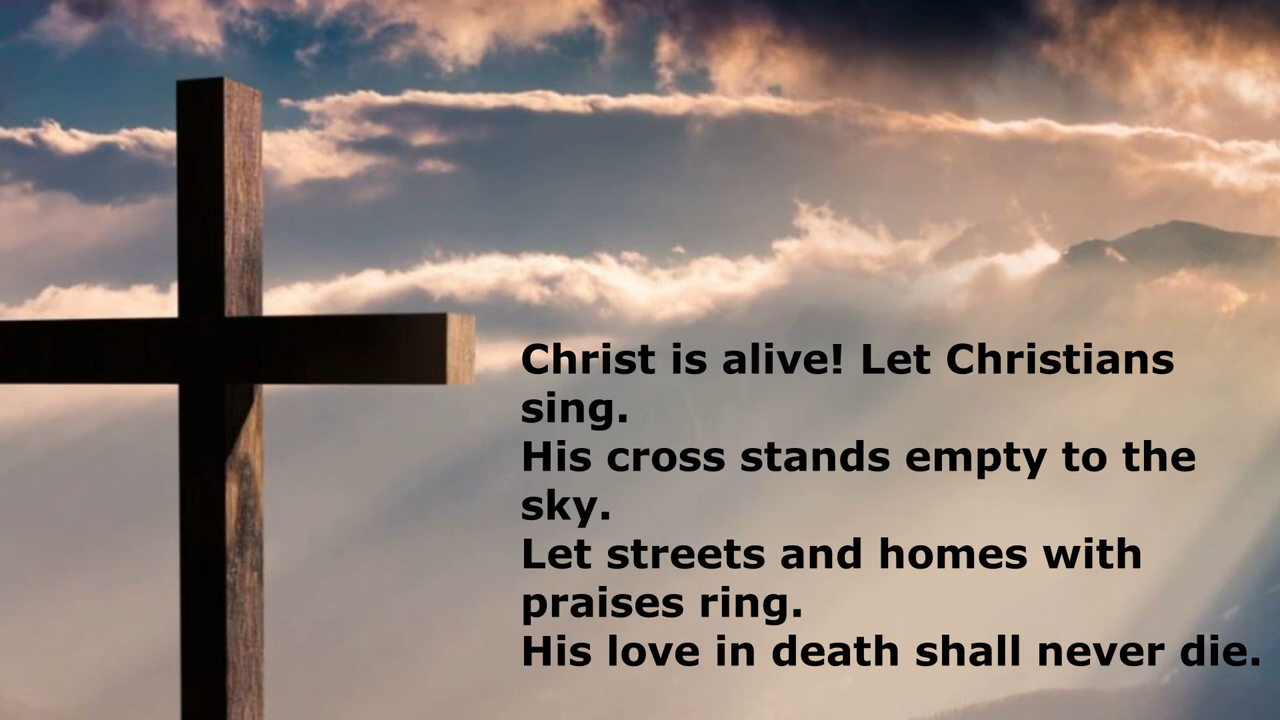 Christ is alive! Let Christians
sing.
His cross stands empty to the
sky.
Let streets and homes with
praises ring.
His love in death shall never die.